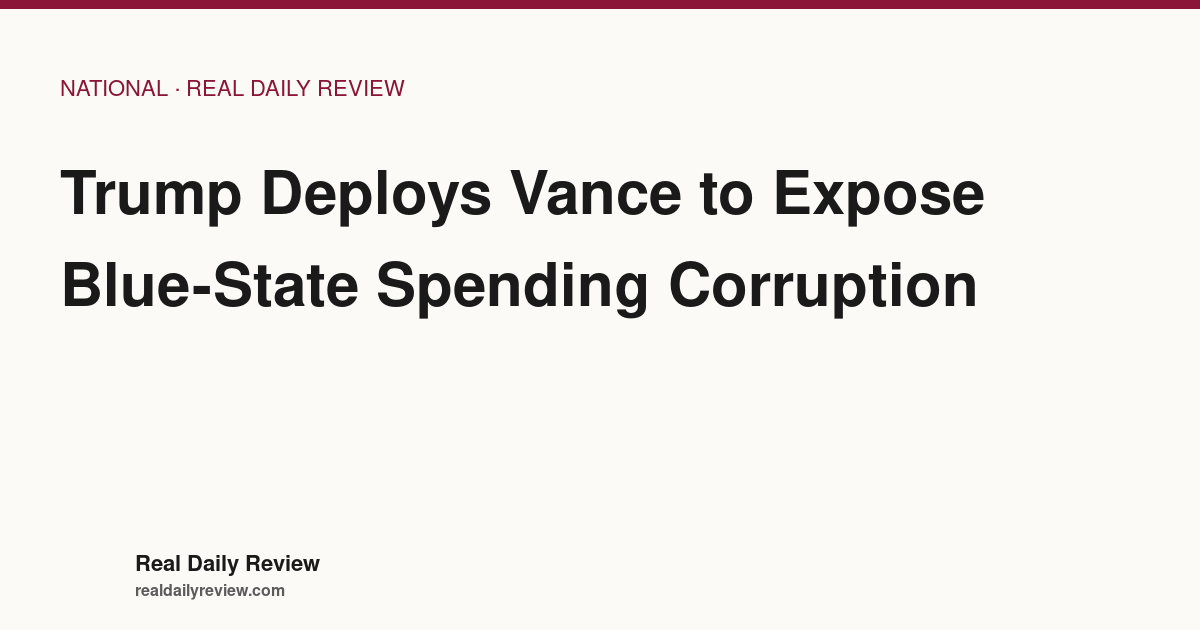 NATIONAL · REAL DAILY REVIEW
Trump Deploys Vance to Expose
Blue-State Spending Corruption
Real Daily Review
realdailyreview.com